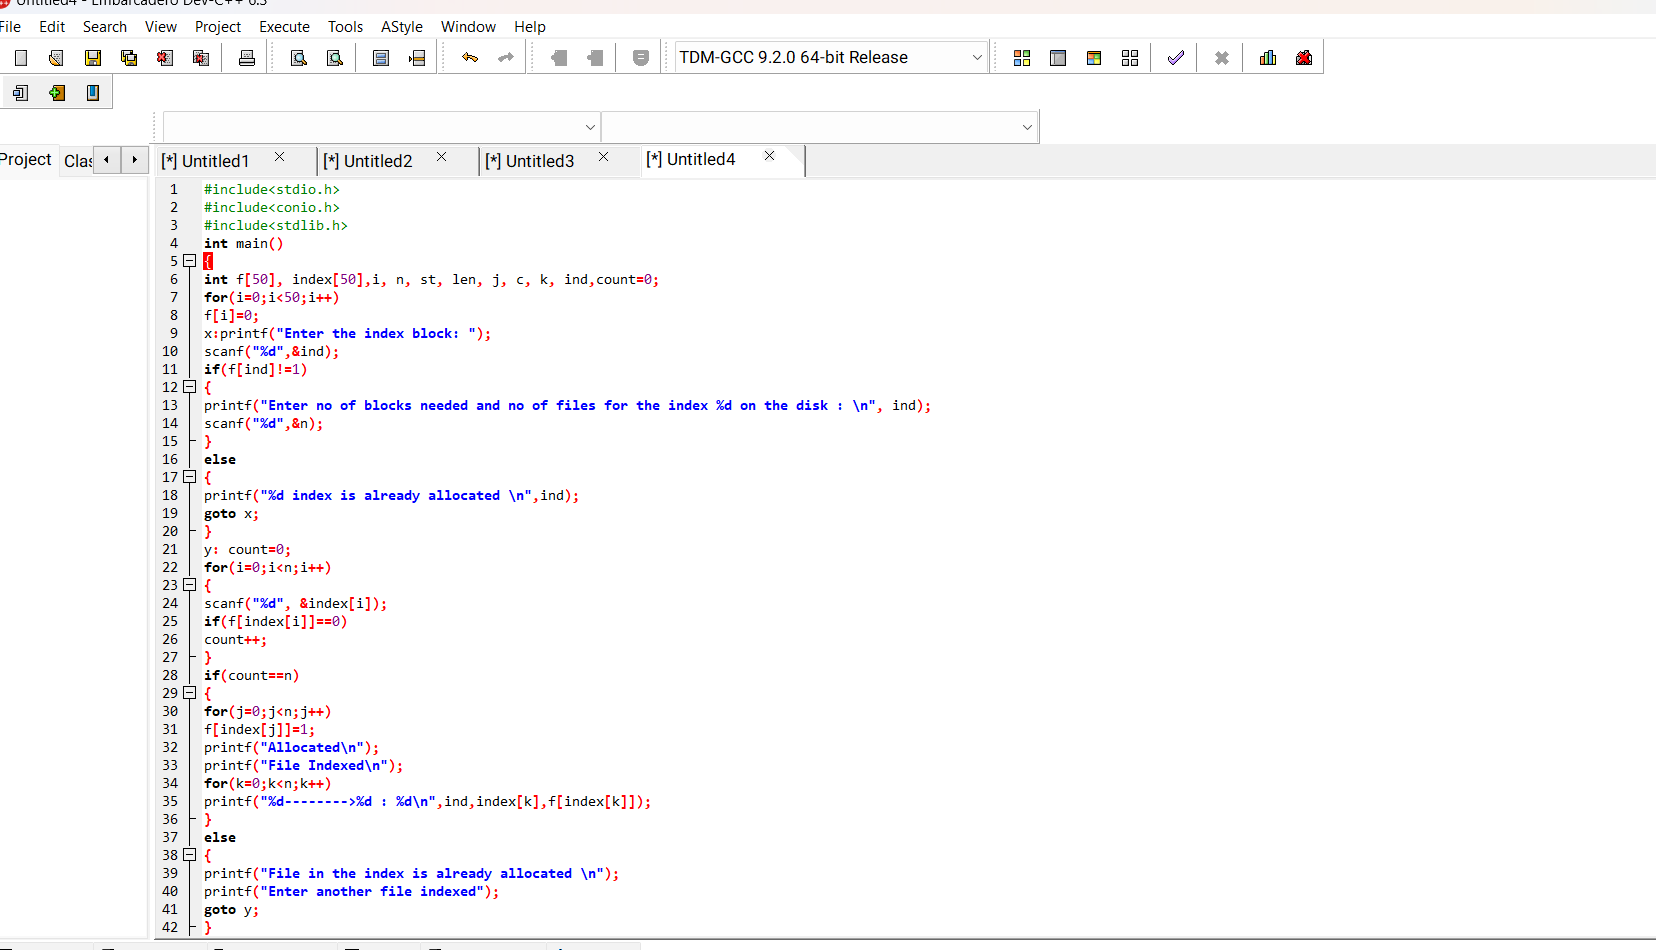 Untitled4 - Embarcadero Dev-C++ 6.3
File Edit Search View Project Execute Tools AStyle Window Help
TDM-GCC 9.2.0 64-bit Release
Project Clas [*] Untitled1 [*] Untitled2 [*] Untitled3 [*] Untitled4
1 #include<stdio.h>
2 #include<conio.h>
3 #include<stdlib.h>
4 int main()
5 {
6 int f[50], index[50],i, n, st, len, j, c, k, ind,count=0;
7 for(i=0;i<50;i++)
8 f[i]=0;
9 x:printf("Enter the index block: ");
10 scanf("%d",&ind);
11 if(f[ind]!=1)
12 {
13 printf("Enter no of blocks needed and no of files for the index %d on the disk : \n", ind);
14 scanf("%d",&n);
15 }
16 else
17 {
18 printf("%d index is already allocated \n",ind);
19 goto x;
20 }
21 y: count=0;
22 for(i=0;i<n;i++)
23 {
24 scanf("%d", &index[i]);
25 if(f[index[i]]==0)
26 count++;
27 }
28 if(count==n)
29 {
30 for(j=0;j<n;j++)
31 f[index[j]]=1;
32 printf("Allocated\n");
33 printf("File Indexed\n");
34 for(k=0;k<n;k++)
35 printf("%d-------->%d : %d\n",ind,index[k],f[index[k]]);
36 }
37 else
38 {
39 printf("File in the index is already allocated \n");
40 printf("Enter another file indexed");
41 goto y;
42 }